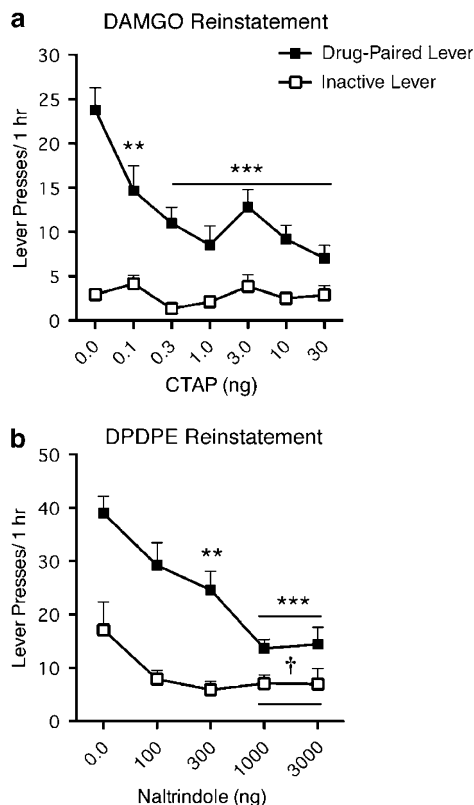 a
DAMGO Reinstatement
Drug-Paired Lever
Inactive Lever
Lever Presses/ 1 hr
30
25
20
15
10
5
0
**
***
0.0 0.1 0.3 1.0 3.0 10 30
CTAP (ng)
b
DPDPE Reinstatement
Lever Presses/ 1 hr
50
40
30
20
10
0
**
***
†
0.0 100 300 1000 3000
Naltrindole (ng)